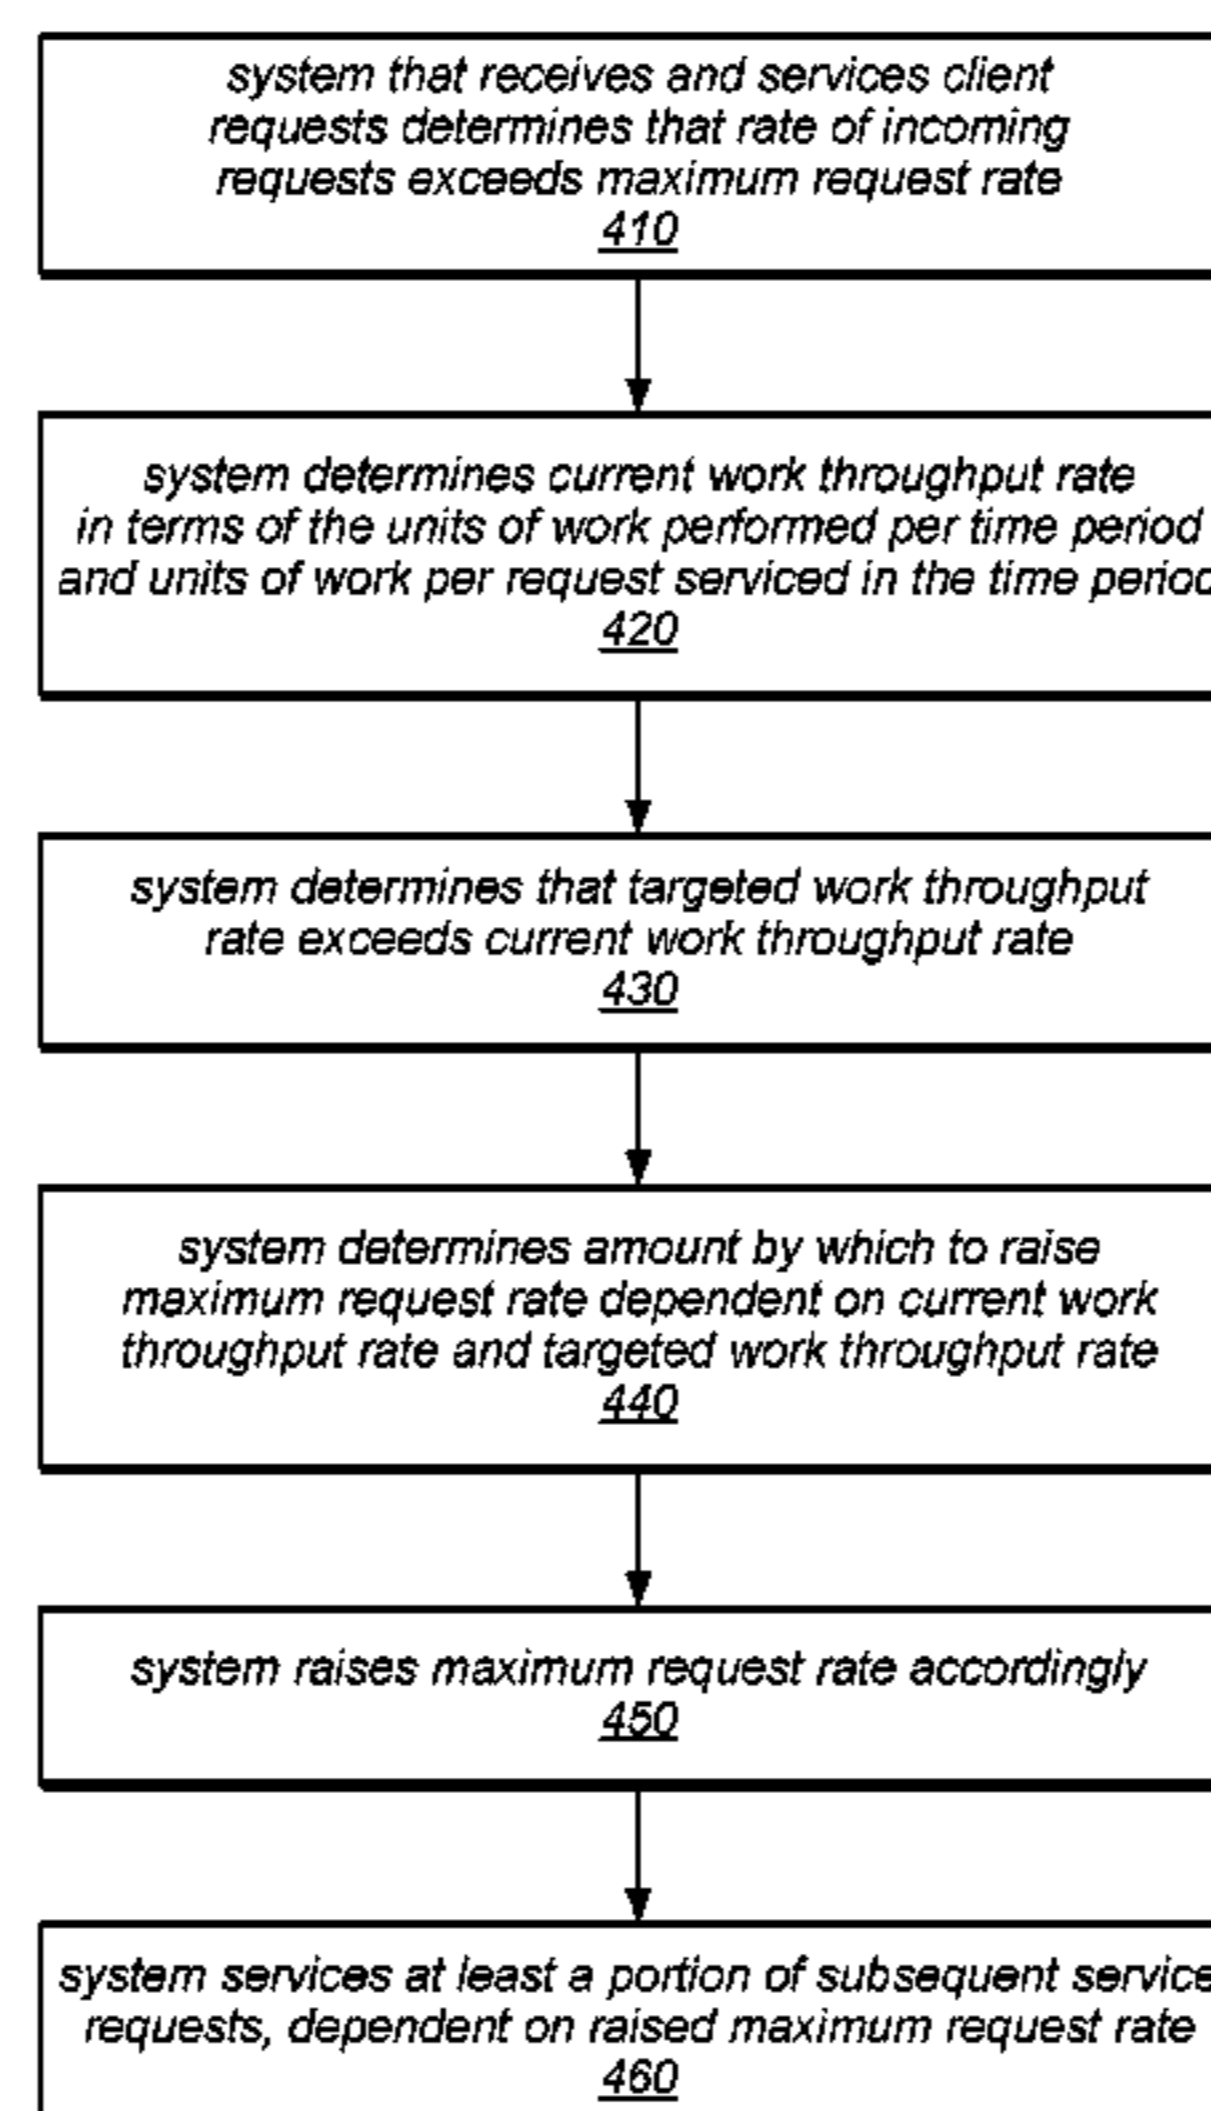 system that receives and services client
requests determines that rate of incoming
requests exceeds maximum request rate
410
system determines current work throughput rate
in terms of the units of work performed per time period
and units of work per request serviced in the time period
420
system determines that targeted work throughput
rate exceeds current work throughput rate
430
system determines amount by which to raise
maximum request rate dependent on current work
throughput rate and targeted work throughput rate
440
system raises maximum request rate accordingly
450
system services at least a portion of subsequent service
requests, dependent on raised maximum request rate
460